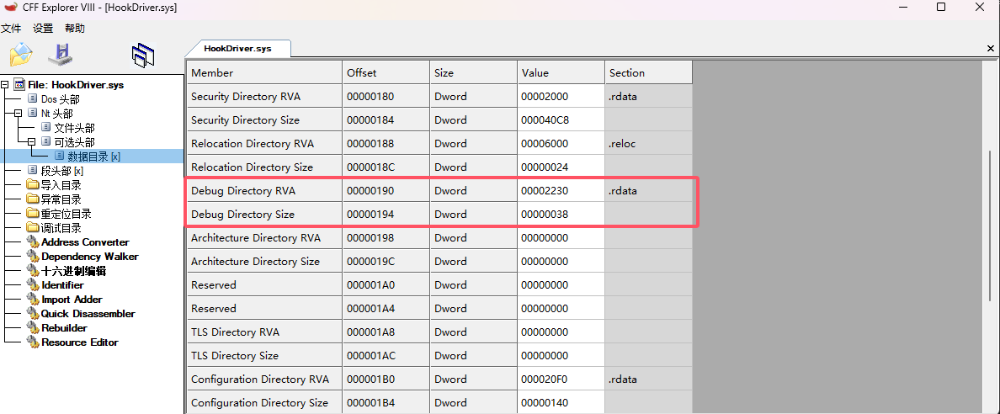 CFF Explorer VIII - [HookDriver.sys]
文件 设置 帮助
HookDriver.sys
File: HookDriver.sys
Dos 头部
Nt 头部
文件头部
可选头部
数据目录 [x]
段头部 [x]
导入目录
异常目录
重定位目录
调试目录
Address Converter
Dependency Walker
十六进制编辑
Identifier
Import Adder
Quick Disassembler
Rebuilder
Resource Editor
Member Offset Size Value Section
Security Directory RVA 00000180 Dword 00002000 .rdata
Security Directory Size 00000184 Dword 000040C8
Relocation Directory RVA 00000188 Dword 00006000 .reloc
Relocation Directory Size 0000018C Dword 00000024
Debug Directory RVA 00000190 Dword 00002230 .rdata
Debug Directory Size 00000194 Dword 00000038
Architecture Directory RVA 00000198 Dword 00000000
Architecture Directory Size 0000019C Dword 00000000
Reserved 000001A0 Dword 00000000
Reserved 000001A4 Dword 00000000
TLS Directory RVA 000001A8 Dword 00000000
TLS Directory Size 000001AC Dword 00000000
Configuration Directory RVA 000001B0 Dword 000020F0 .rdata
Configuration Directory Size 000001B4 Dword 00000140